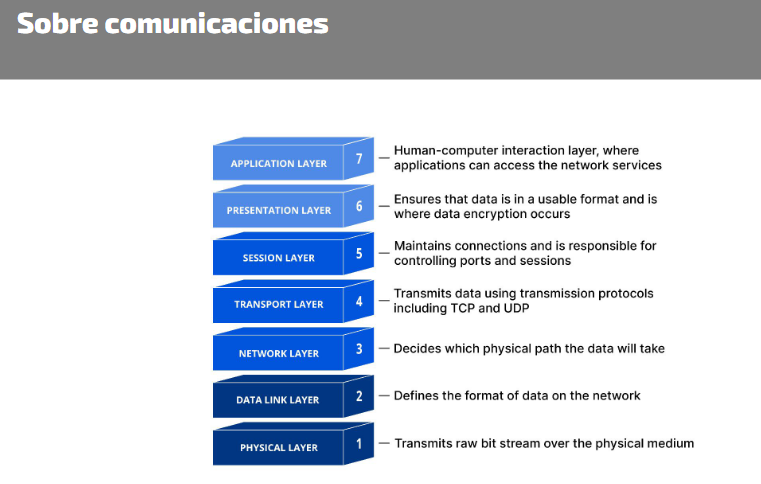 Sobre comunicaciones
APPLICATION LAYER 7
Human-computer interaction layer, where
applications can access the network services
PRESENTATION LAYER 6
Ensures that data is in a usable format and is
where data encryption occurs
SESSION LAYER 5
Maintains connections and is responsible for
controlling ports and sessions
TRANSPORT LAYER 4
Transmits data using transmission protocols
including TCP and UDP
NETWORK LAYER 3
Decides which physical path the data will take
DATA LINK LAYER 2
Defines the format of data on the network
PHYSICAL LAYER 1
Transmits raw bit stream over the physical medium